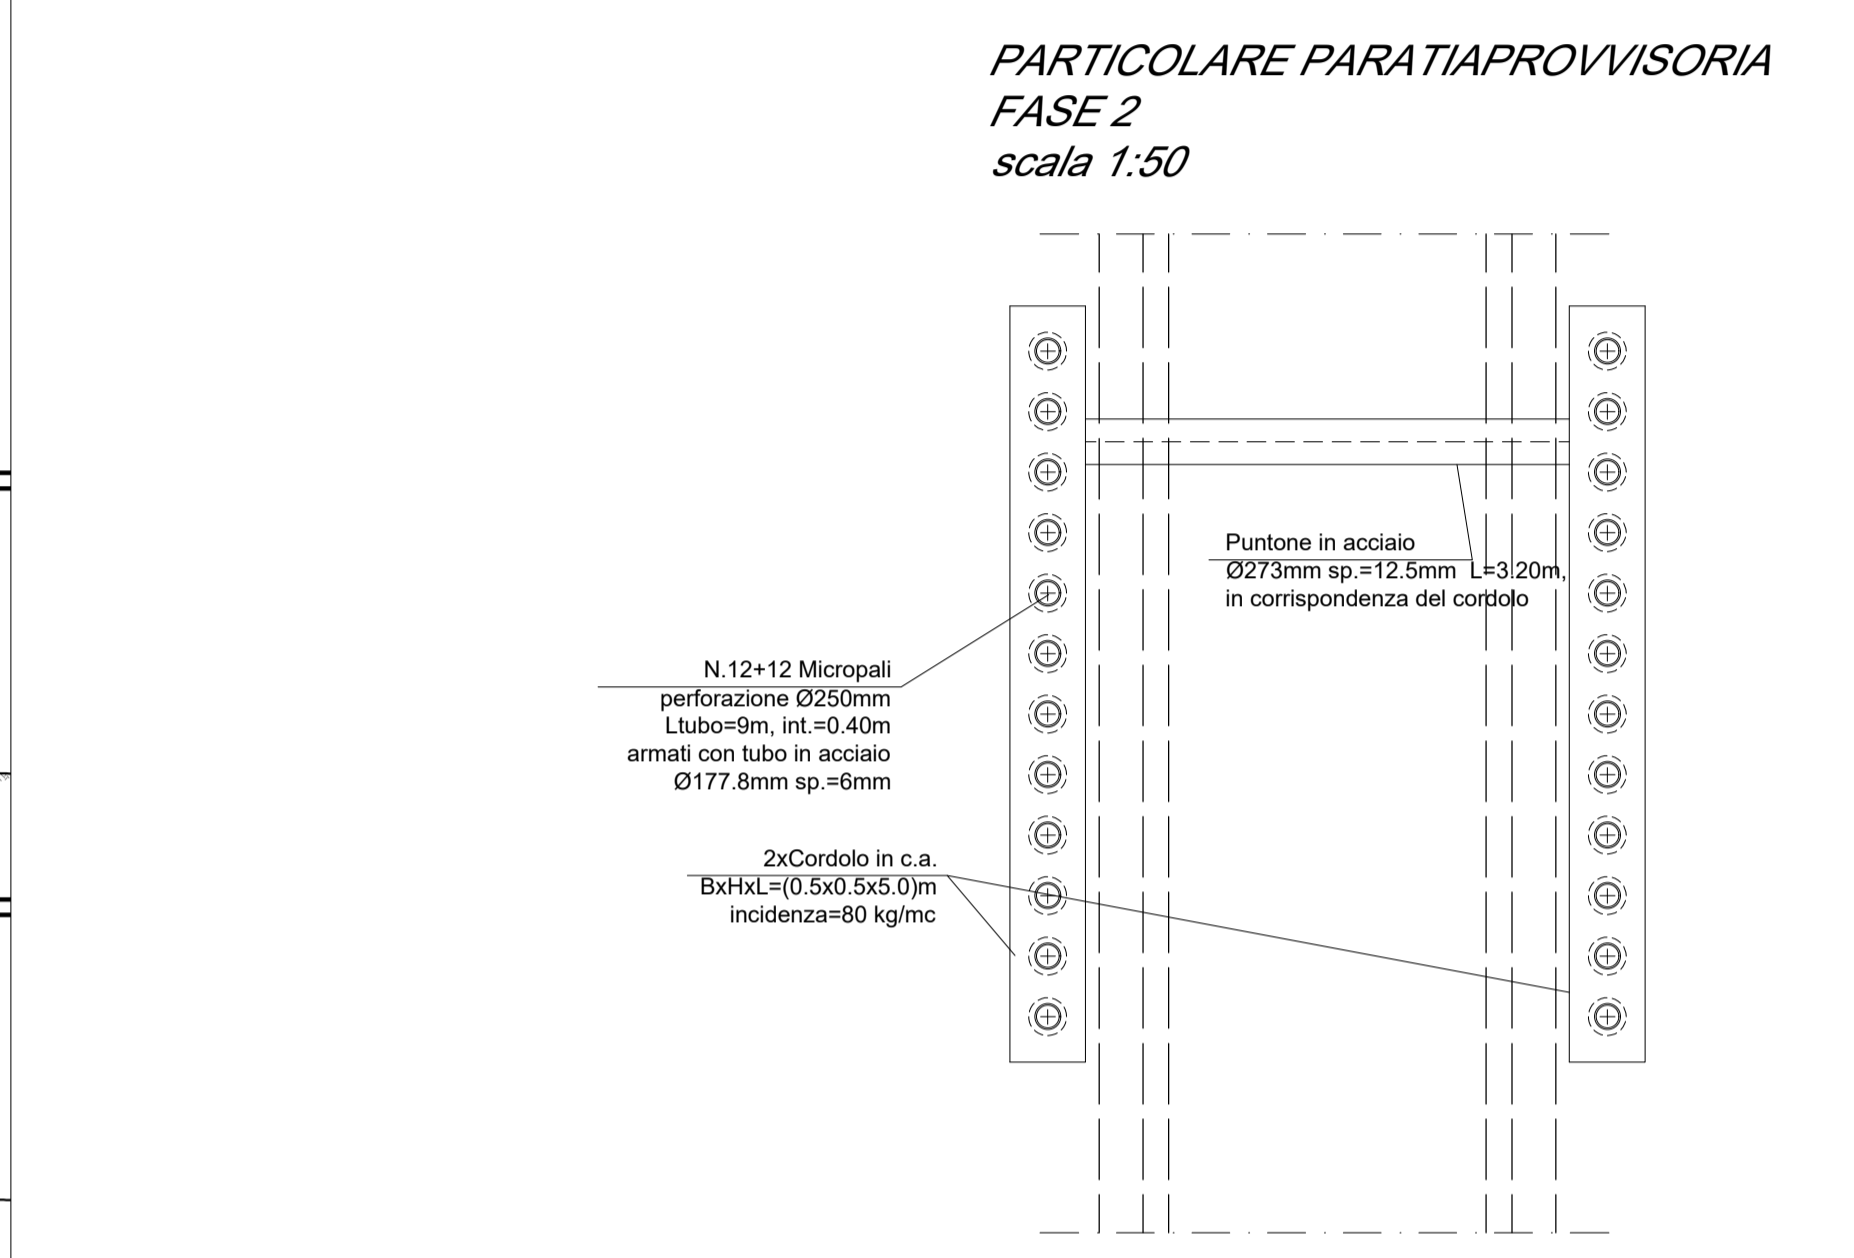 PARTICOLARE PARATIAPROVVISORIA
FASE 2
scala 1:50
Puntone in acciaio
Ø273mm sp.=12.5mm L=3.20m,
in corrispondenza del cordolo
N.12+12 Micropali
perforazione Ø250mm
Ltubo=9m, int.=0.40m
armati con tubo in acciaio
Ø177.8mm sp.=6mm
2xCordolo in c.a.
BxHxL=(0.5x0.5x5.0)m
incidenza=80 kg/mc